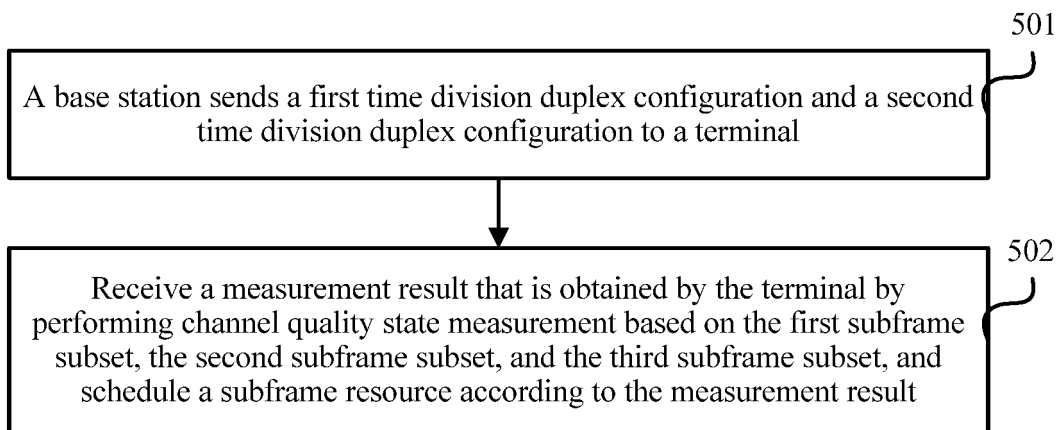 501
A base station sends a first time division duplex configuration and a second
time division duplex configuration to a terminal
502
Receive a measurement result that is obtained by the terminal by
performing channel quality state measurement based on the first subframe
subset, the second subframe subset, and the third subframe subset, and
schedule a subframe resource according to the measurement result